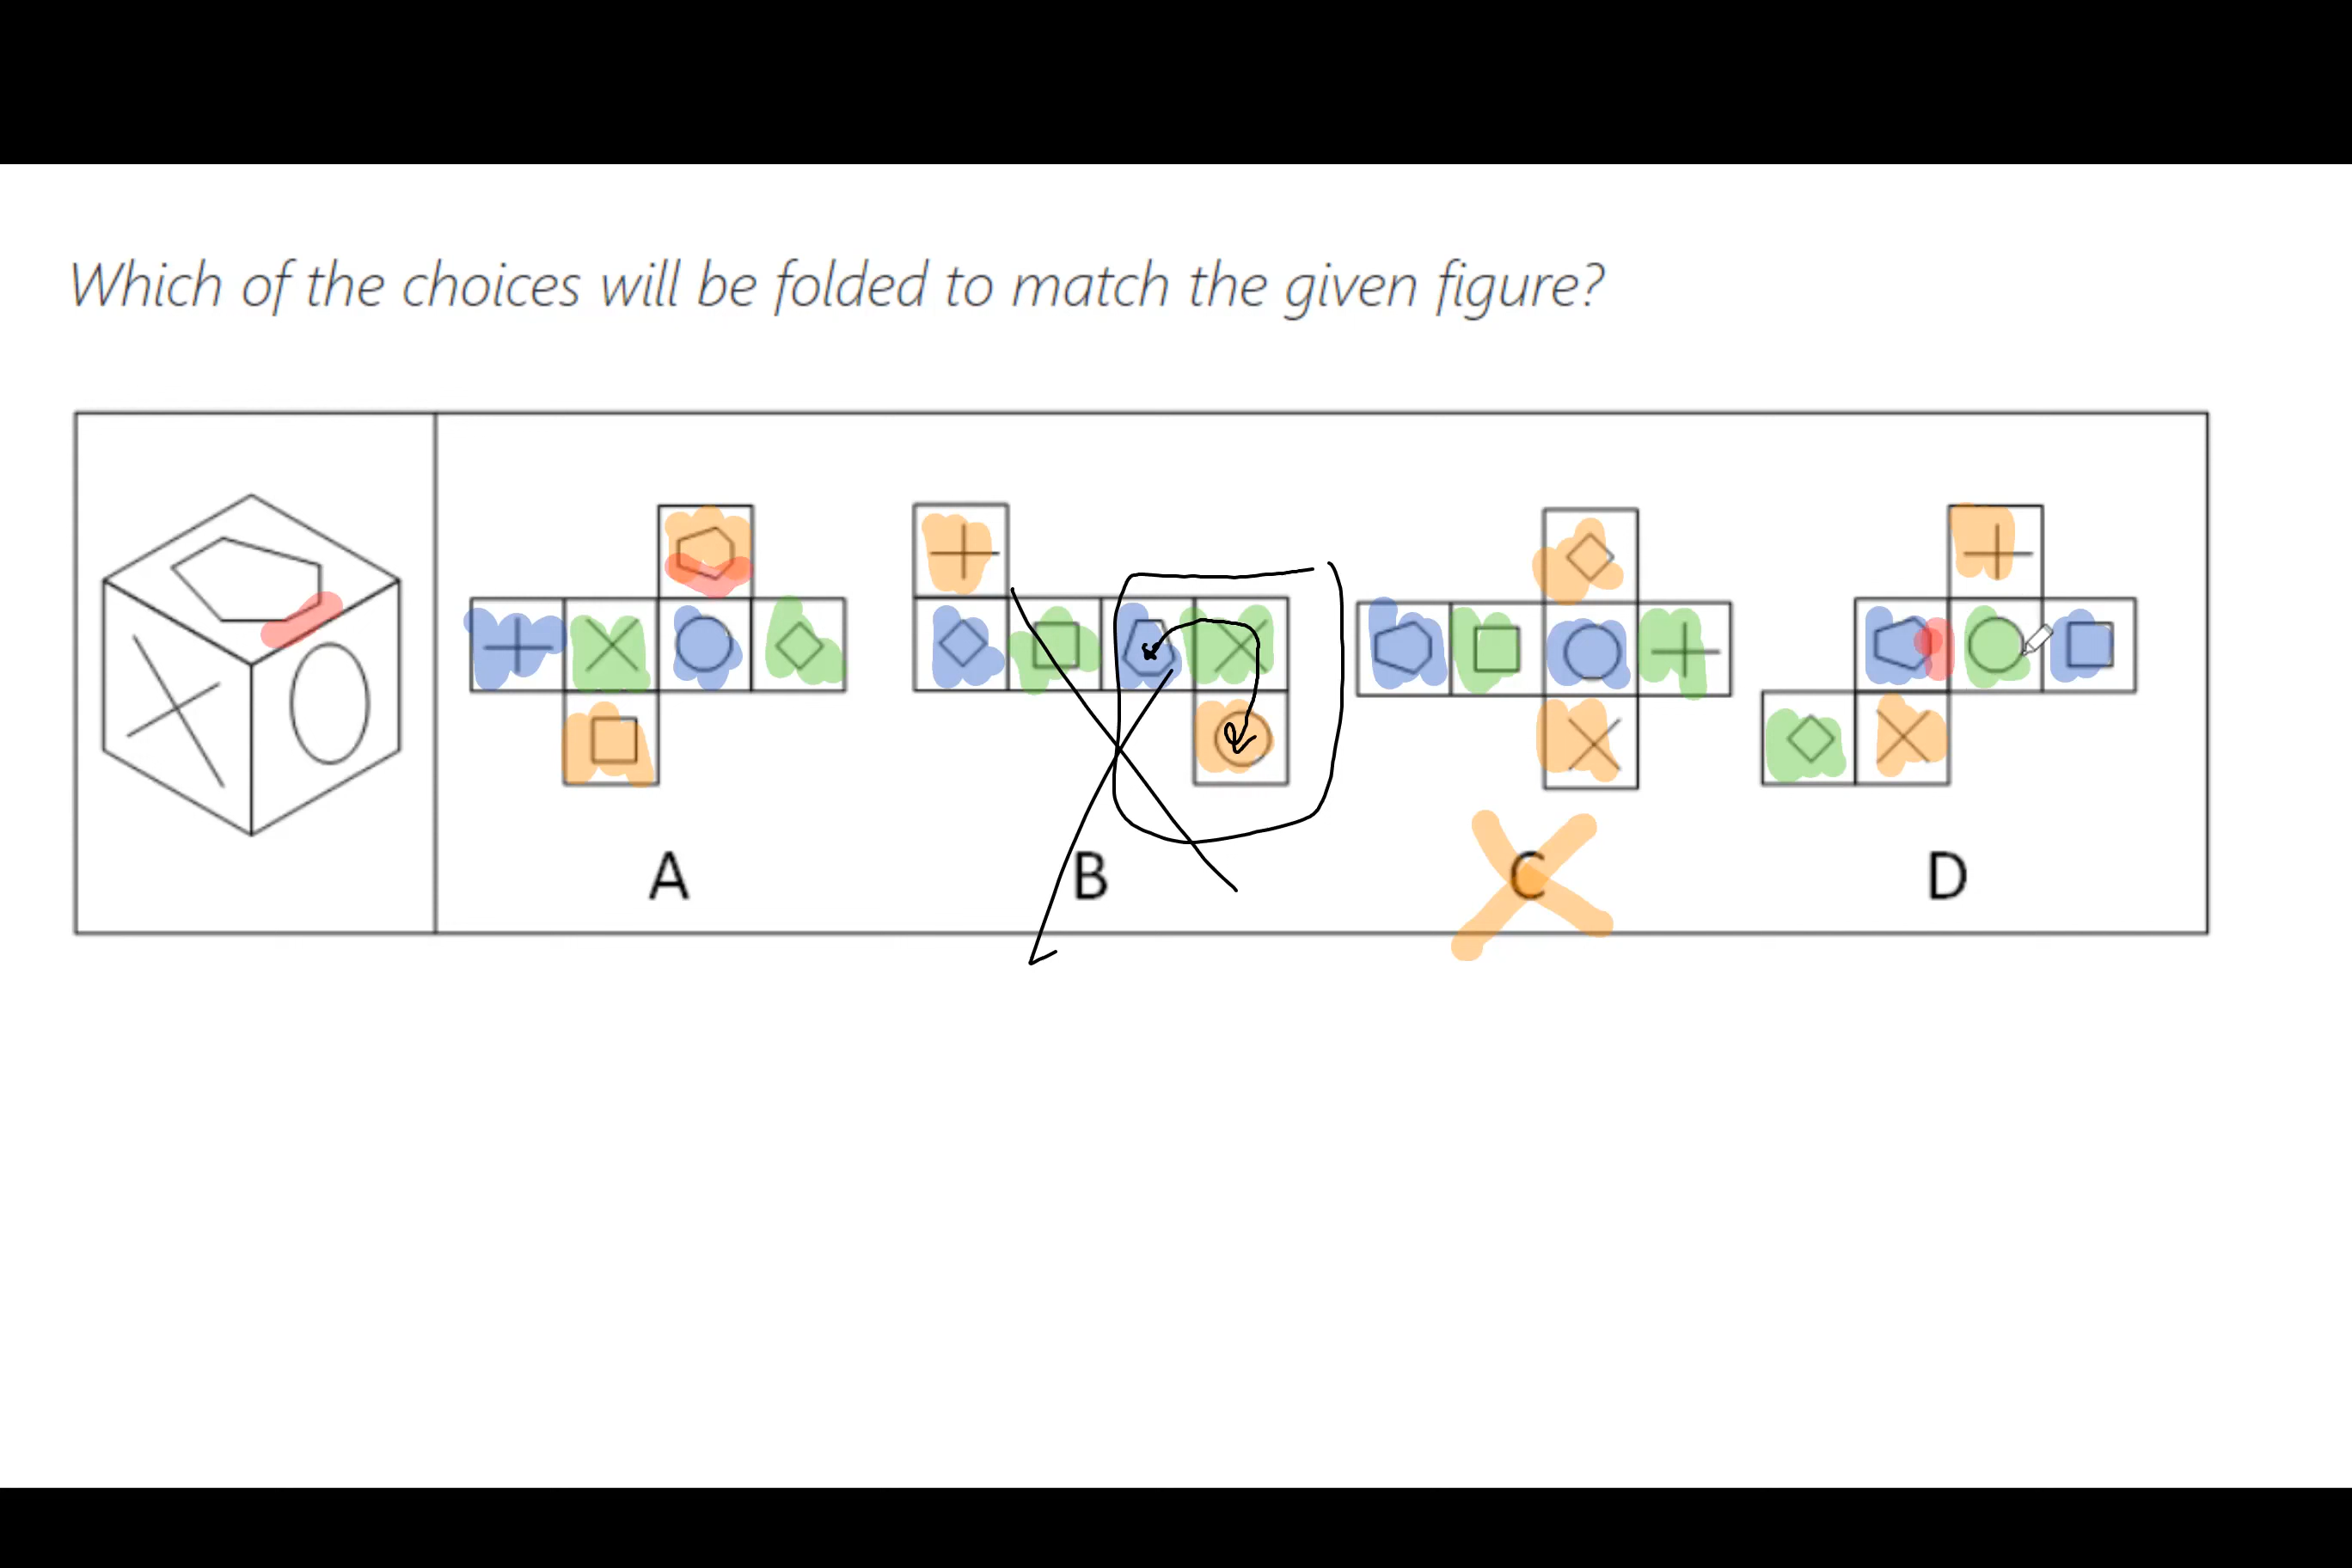 Which of the choices will be folded to match the given figure?
A
B
C
D